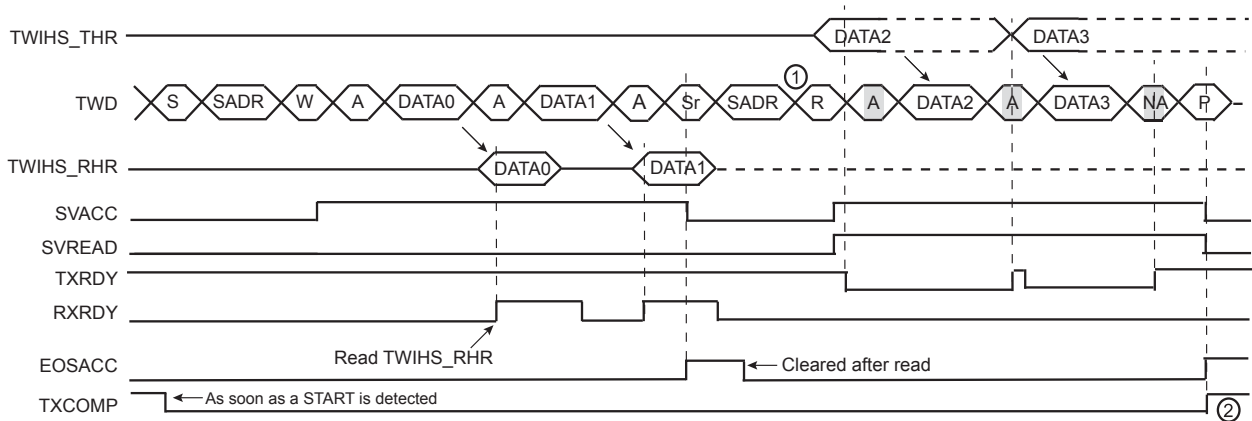 TWIHS_THR DATA2 DATA3
TWD S SADR W A DATA0 A DATA1 A Sr SADR 1 R A DATA2 A DATA3 NA P
TWIHS_RHR DATA0 DATA1
SVACC
SVREAD
TXRDY
RXRDY
Read TWIHS_RHR
EOSACC Cleared after read
TXCOMP As soon as a START is detected 2